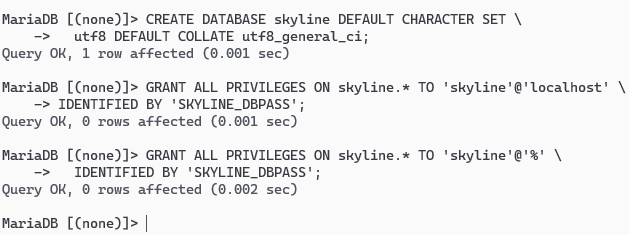 MariaDB [(none)]> CREATE DATABASE skyline DEFAULT CHARACTER SET \
    ->   utf8 DEFAULT COLLATE utf8_general_ci;
Query OK, 1 row affected (0.001 sec)

MariaDB [(none)]> GRANT ALL PRIVILEGES ON skyline.* TO 'skyline'@'localhost' \
    -> IDENTIFIED BY 'SKYLINE_DBPASS';
Query OK, 0 rows affected (0.001 sec)

MariaDB [(none)]> GRANT ALL PRIVILEGES ON skyline.* TO 'skyline'@'%' \
    ->   IDENTIFIED BY 'SKYLINE_DBPASS';
Query OK, 0 rows affected (0.002 sec)

MariaDB [(none)]>